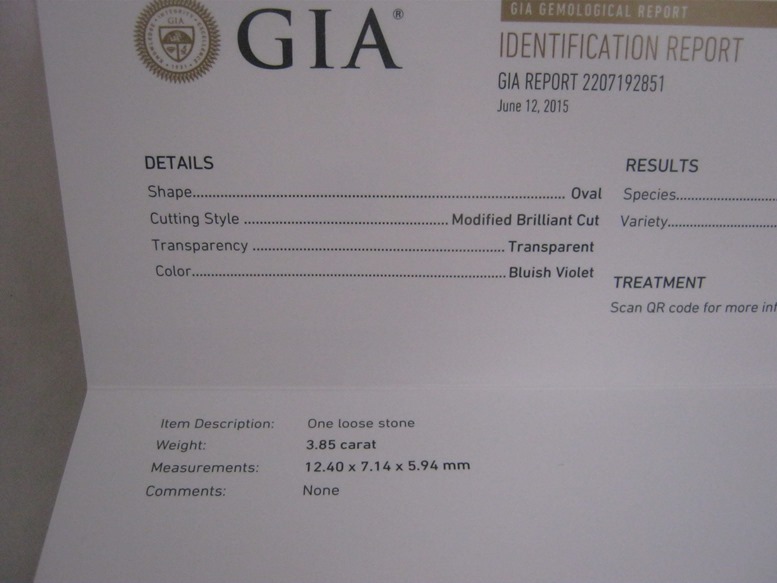 GIA®
GIA
GIA GEMOLOGICAL REPORT
IDENTIFICATION REPORT
GIA REPORT 2207192851
June 12, 2015
DETAILS
Shape.......... Oval
Cutting Style .......... Modified Brilliant Cut
Transparency .......... Transparent
Color.......... Bluish Violet
RESULTS
Species..........
Variety..........
TREATMENT
Scan QR code for more inf
Item Description: One loose stone
Weight: 3.85 carat
Measurements: 12.40 x 7.14 x 5.94 mm
Comments: None